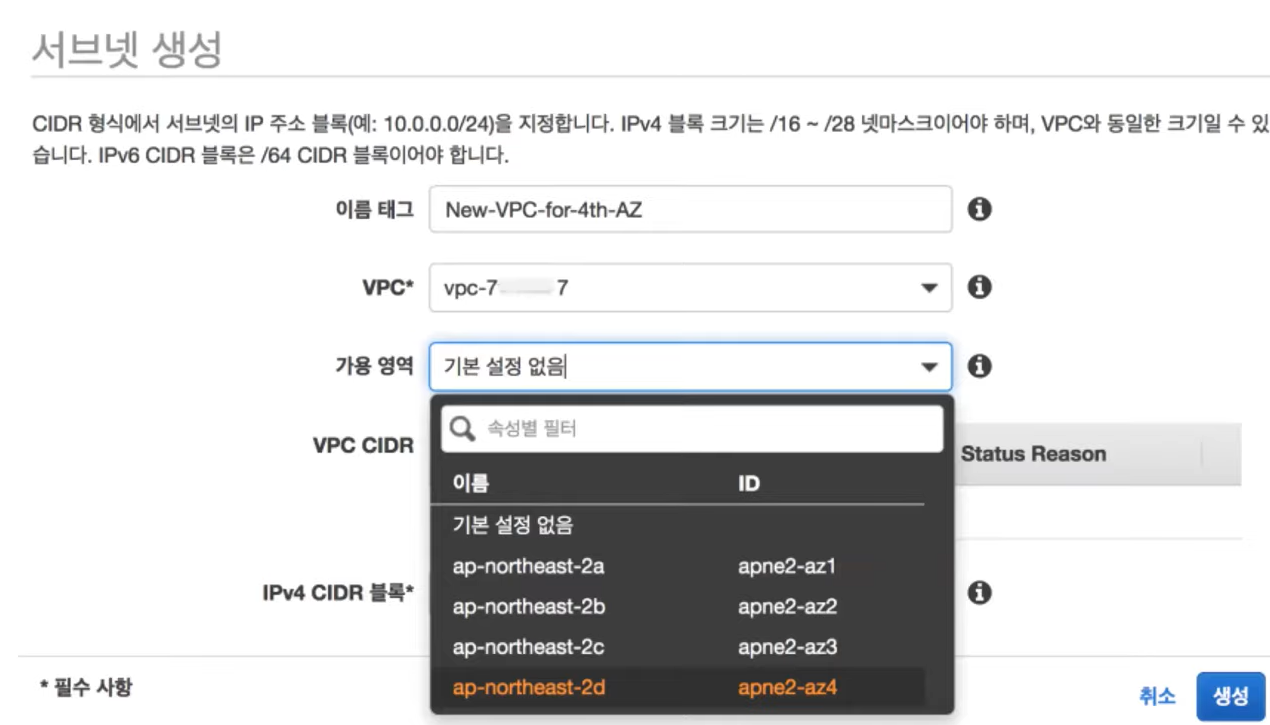 서브넷 생성
CIDR 형식에서 서브넷의 IP 주소 블록(예: 10.0.0.0/24)을 지정합니다. IPv4 블록 크기는 /16 ~ /28 넷마스크이어야 하며, VPC와 동일한 크기일 수 있
습니다. IPv6 CIDR 블록은 /64 CIDR 블록이어야 합니다.
이름 태그 New-VPC-for-4th-AZ
VPC* vpc-7 7
가용 영역 기본 설정 없음
속성별 필터
VPC CIDR Status Reason
이름 ID
기본 설정 없음
ap-northeast-2a apne2-az1
IPv4 CIDR 블록*
ap-northeast-2b apne2-az2
ap-northeast-2c apne2-az3
ap-northeast-2d apne2-az4
* 필수 사항
취소 생성